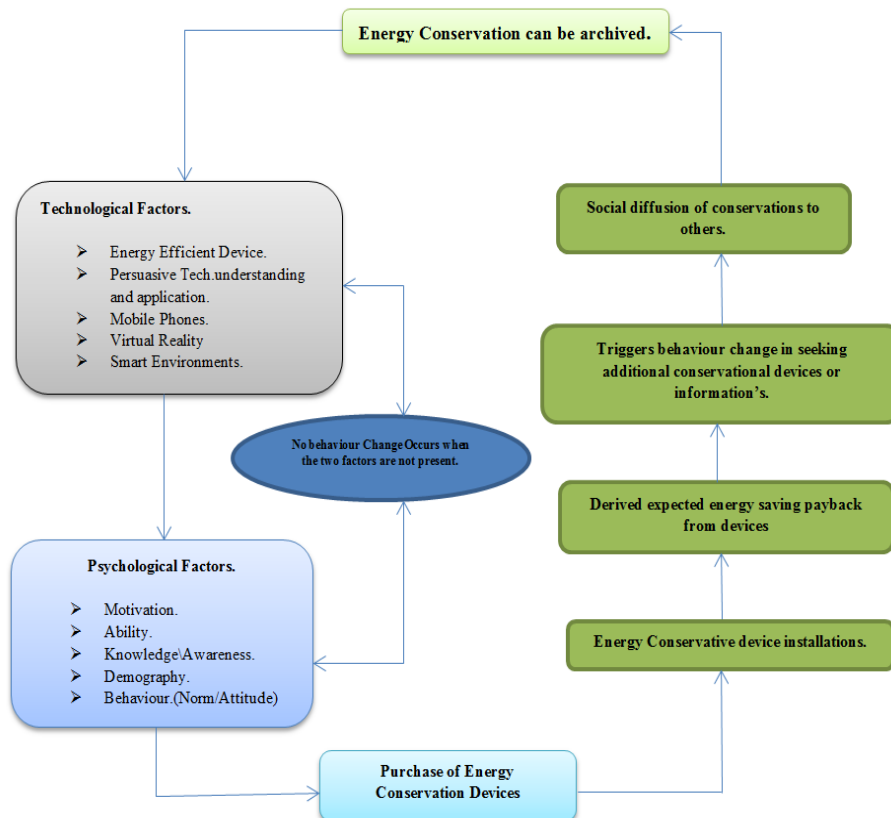 Energy Conservation can be archived.
Technological Factors.
➢ Energy Efficient Device.
➢ Persuasive Tech.understanding
and application.
➢ Mobile Phones.
➢ Virtual Reality
➢ Smart Environments.
No behaviour Change Occurs when
the two factors are not present.
Psychological Factors.
➢ Motivation.
➢ Ability.
➢ Knowledge\Awareness.
➢ Demography.
➢ Behaviour.(Norm/Attitude)
Purchase of Energy
Conservation Devices
Energy Conservative device installations.
Derived expected energy saving payback
from devices
Triggers behaviour change in seeking
additional conservational devices or
information’s.
Social diffusion of conservations to
others.